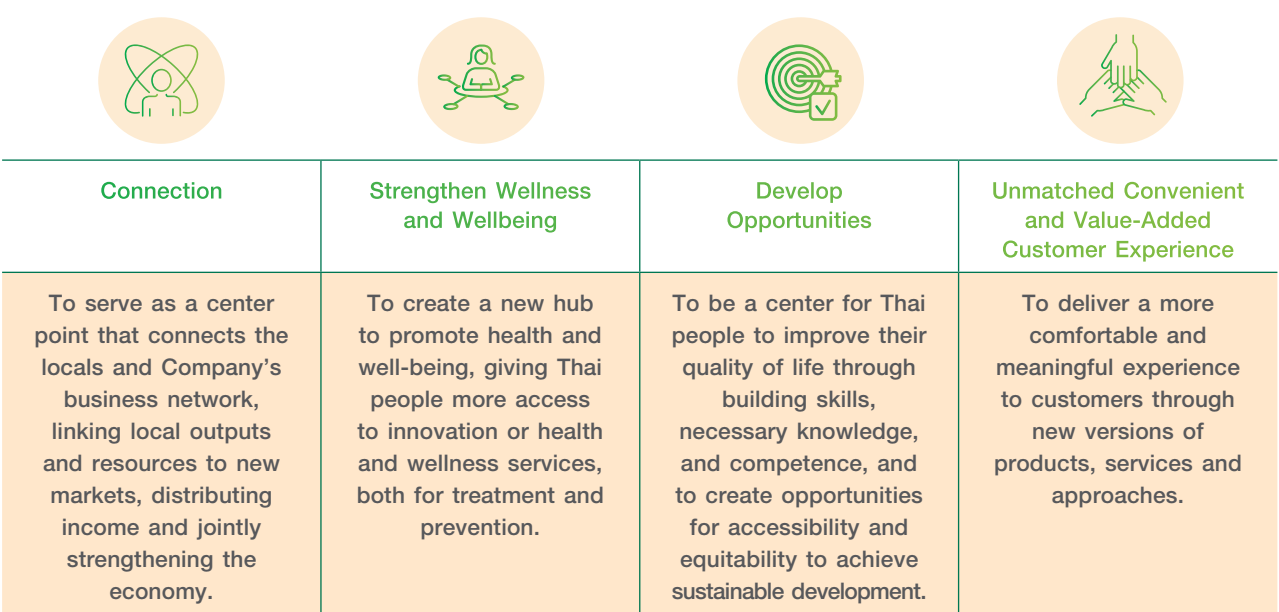 Connection
To serve as a center
point that connects the
locals and Company's
business network,
linking local outputs
and resources to new
markets, distributing
income and jointly
strengthening the
economy.
Strengthen Wellness
and Wellbeing
To create a new hub
to promote health and
well-being, giving Thai
people more access
to innovation or health
and wellness services,
both for treatment and
prevention.
Develop
Opportunities
To be a center for Thai
people to improve their
quality of life through
building skills,
necessary knowledge,
and competence, and
to create opportunities
for accessibility and
equitability to achieve
sustainable development.
Unmatched Convenient
and Value-Added
Customer Experience
To deliver a more
comfortable and
meaningful experience
to customers through
new versions of
products, services and
approaches.